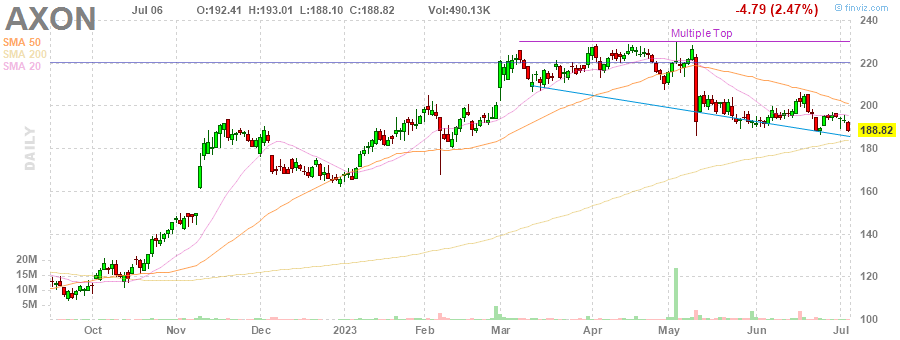 AXON Jul 06 O:192.41 H:193.01 L:188.10 C:188.82 Vol:490.13K -4.79 (2.47%) © finviz.com
SMA 50
SMA 200
SMA 20
DAILY
Multiple Top
240
220
200
188.82
180
160
140
120
100
20M
15M
10M
5M
Oct Nov Dec 2023 Feb Mar Apr May Jun Jul